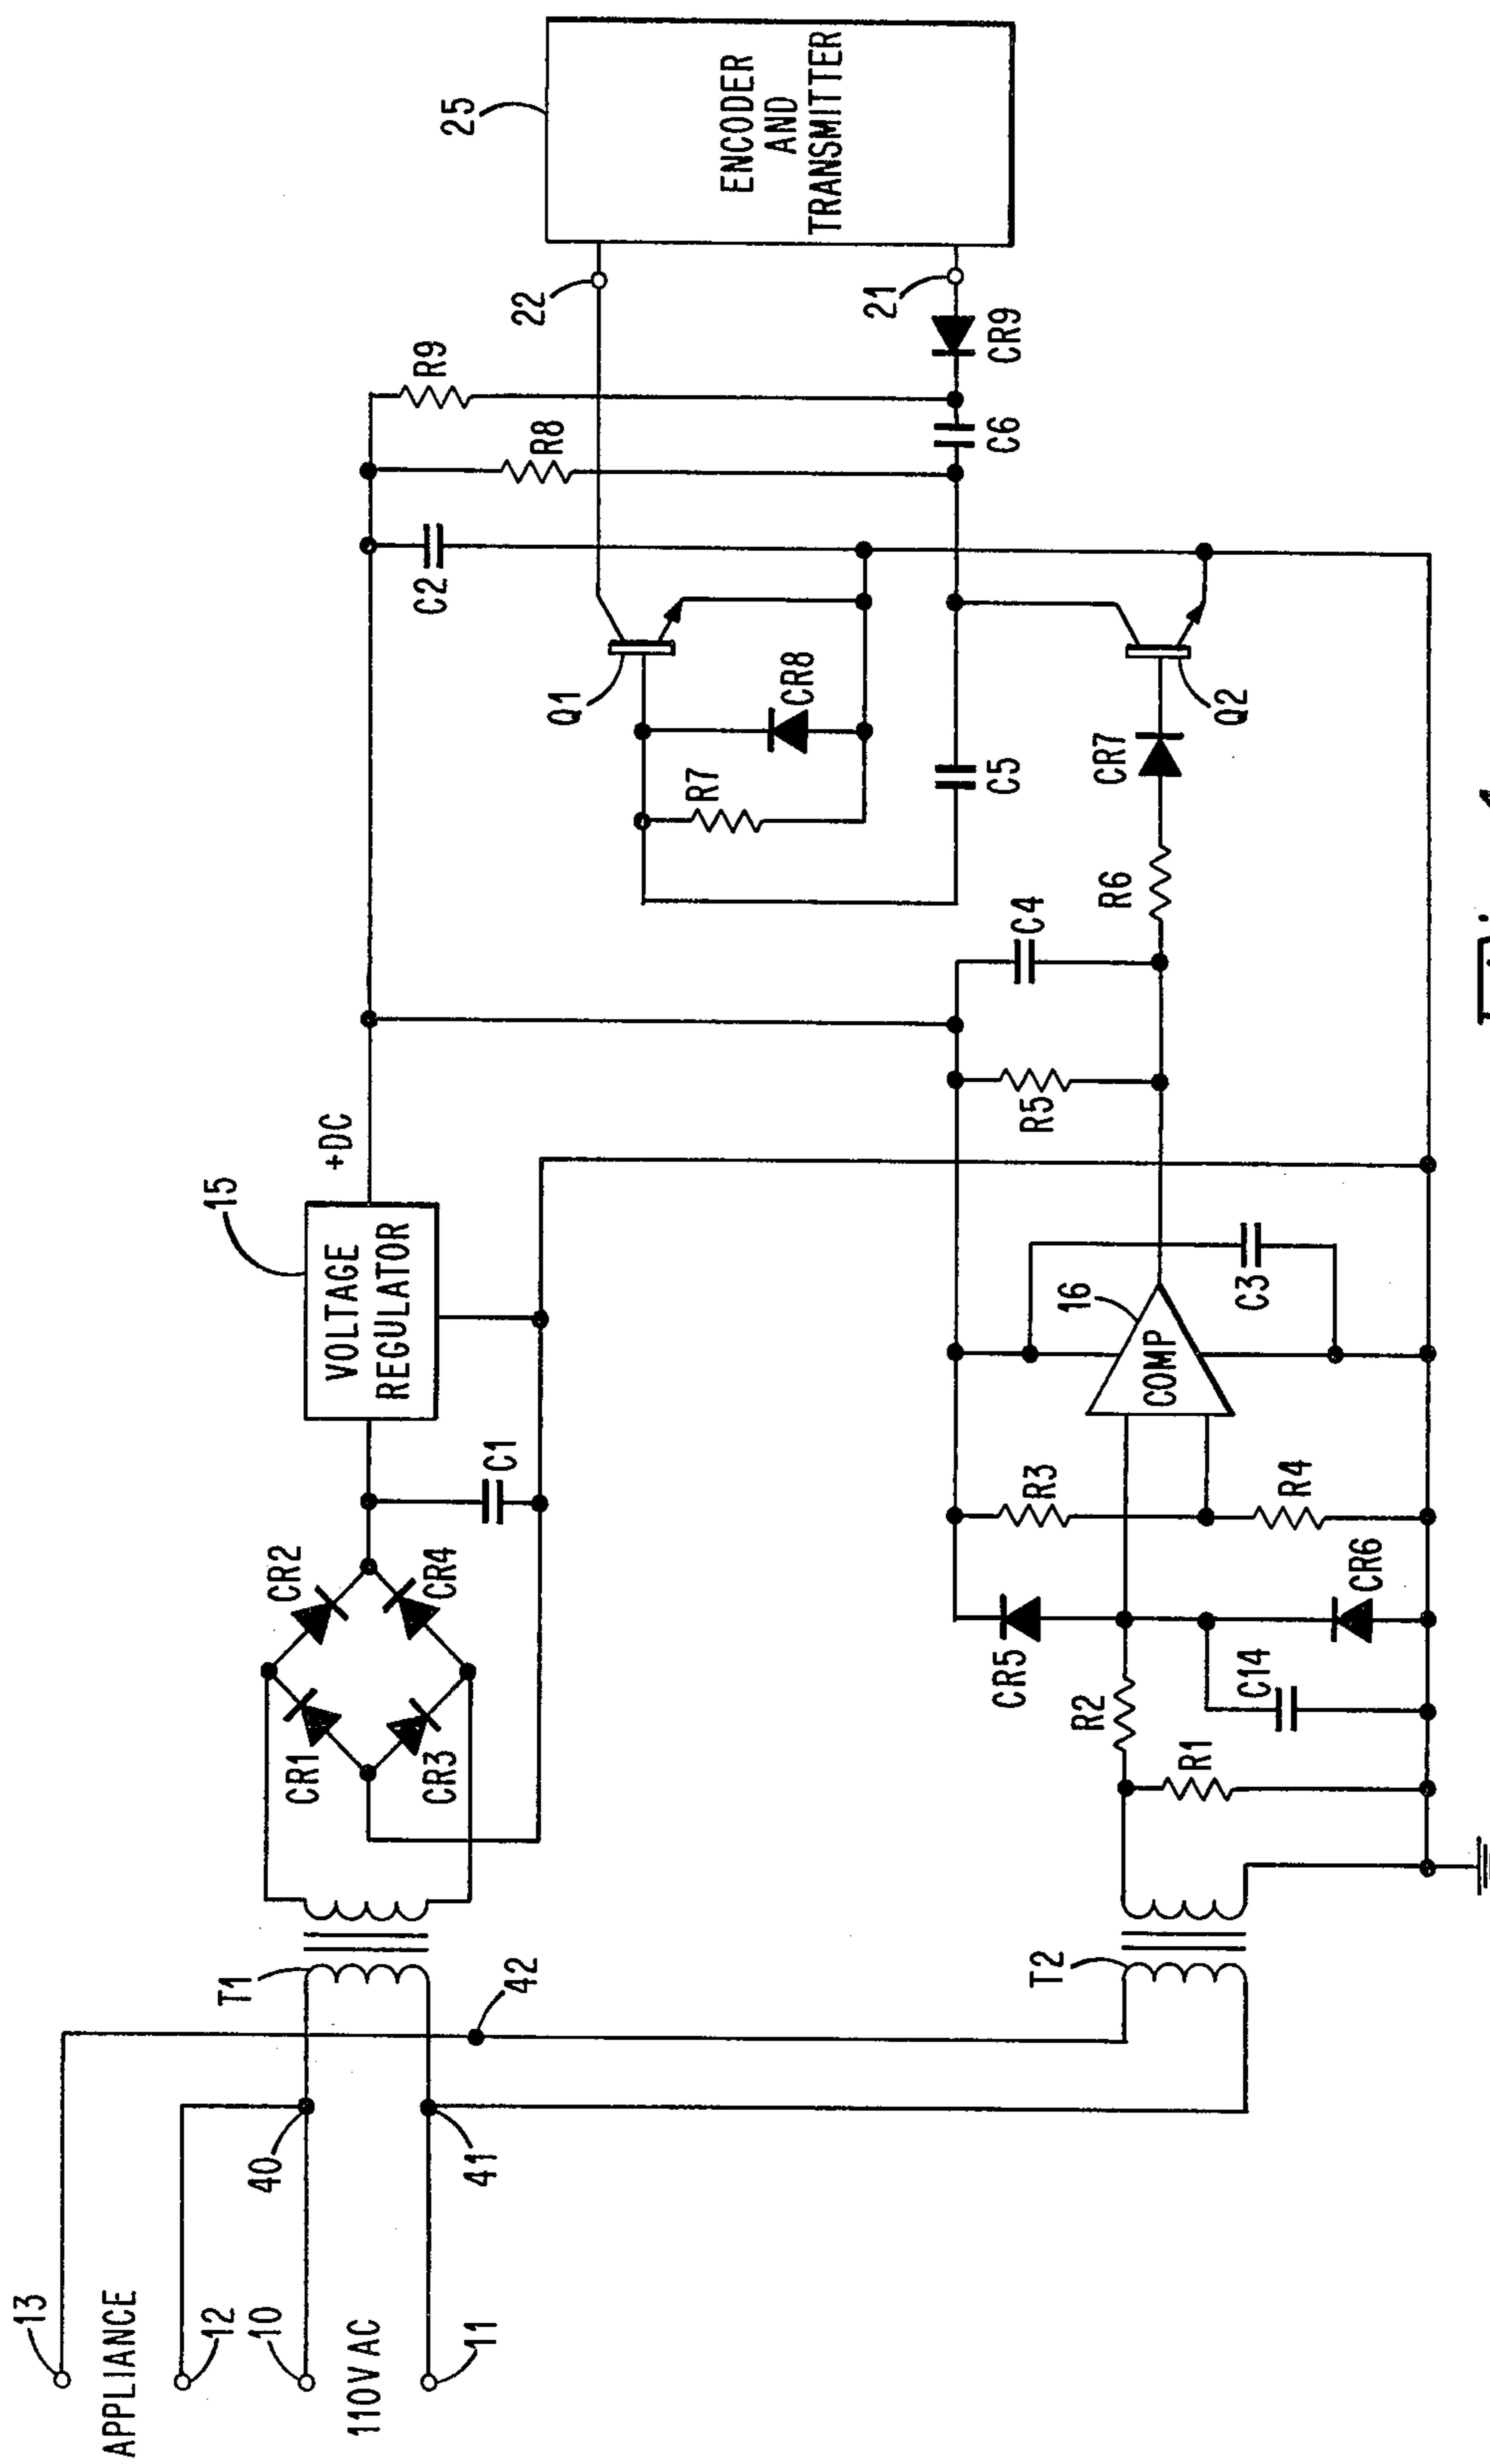 13
APPLIANCE
12
10
110VAC
11
40
41
42
T1
T2
CR1
CR2
CR3
CR4
C1
15
VOLTAGE
REGULATOR
+DC
R1
R2
C14
CR5
CR6
R3
R4
COMP
16
C3
R5
C4
R6
CR7
Q2
R7
CR8
Q1
C5
C2
R8
R9
C6
CR9
22
21
25
ENCODER
AND
TRANSMITTER